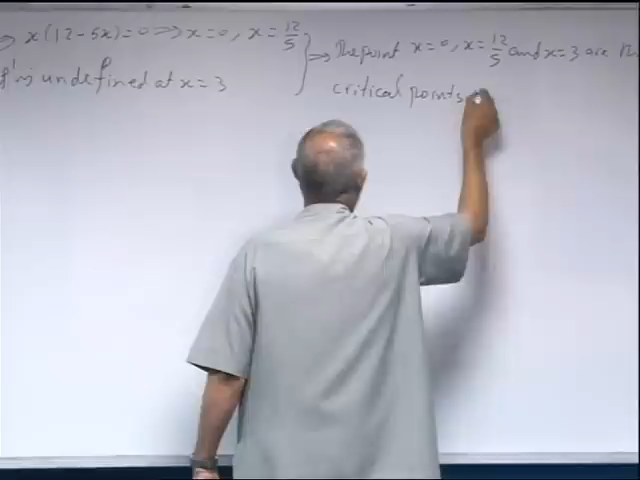 ⇒ x(12-5x)=0 ⇒ x=0, x=12/5
f' is undefined at x=3
} ⇒ The point x=0, x=12/5 and x=3 are
critical points